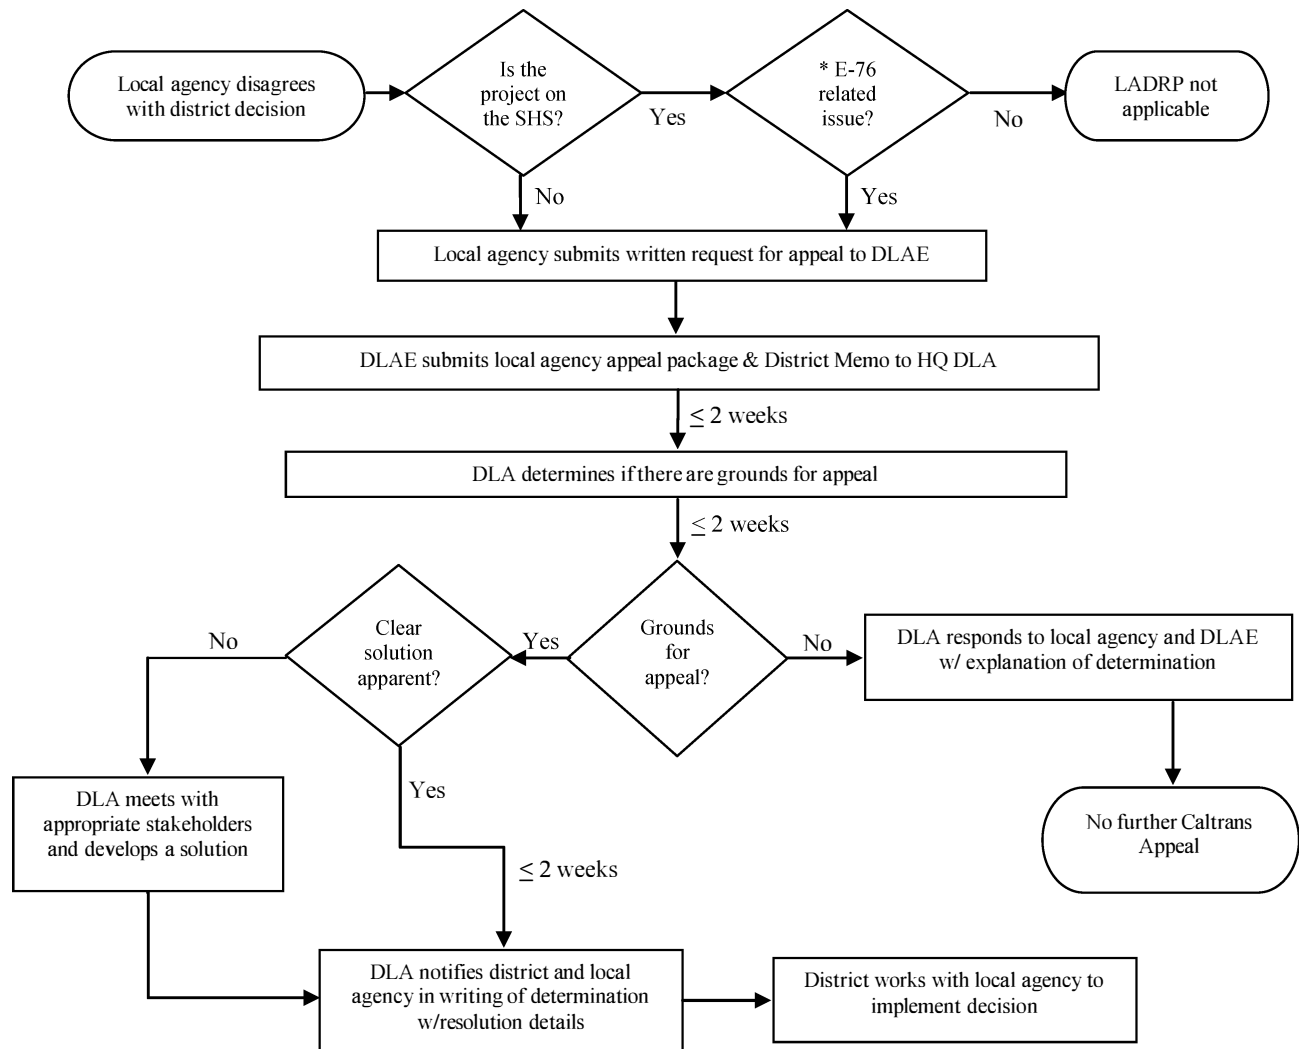 Local agency disagrees
with district decision
Is the
project on
the SHS?
Yes
* E-76
related
issue?
No
LADRP not
applicable
No
Yes
Local agency submits written request for appeal to DLAE
DLAE submits local agency appeal package & District Memo to HQ DLA
≤ 2 weeks
DLA determines if there are grounds for appeal
≤ 2 weeks
Grounds
for
appeal?
No
DLA responds to local agency and DLAE
w/ explanation of determination
No further Caltrans
Appeal
Yes
Clear
solution
apparent?
No
DLA meets with
appropriate stakeholders
and develops a solution
Yes
≤ 2 weeks
DLA notifies district and local
agency in writing of determination
w/resolution details
District works with local agency to
implement decision